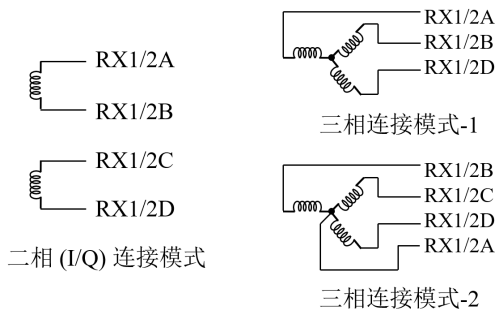 RX1/2A
RX1/2B
RX1/2C
RX1/2D
二相 (I/Q) 连接模式
RX1/2A
RX1/2B
RX1/2D
三相连接模式-1
RX1/2B
RX1/2C
RX1/2D
RX1/2A
三相连接模式-2